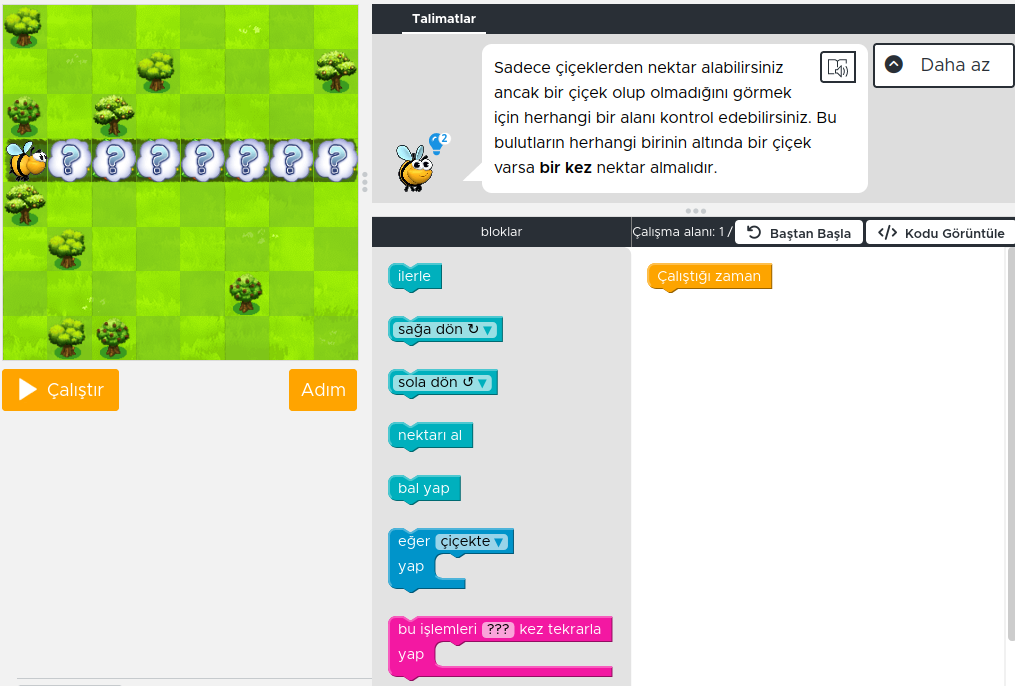 Talimatlar
Sadece çiçeklerden nektar alabilirsiniz
ancak bir çiçek olup olmadığını görmek
için herhangi bir alanı kontrol edebilirsiniz. Bu
bulutların herhangi birinin altında bir çiçek
varsa bir kez nektar almalıdır.
Daha az
2
? ? ? ? ? ? ?
bloklar
Çalışma alanı: 1 /
Baştan Başla
</> Kodu Görüntüle
ilerle
sağa dön ↻ ▼
sola dön ↺ ▼
nektarı al
bal yap
eğer çiçekte ▼
yap
bu işlemleri ??? kez tekrarla
yap
Çalıştığı zaman
Çalıştır
Adım